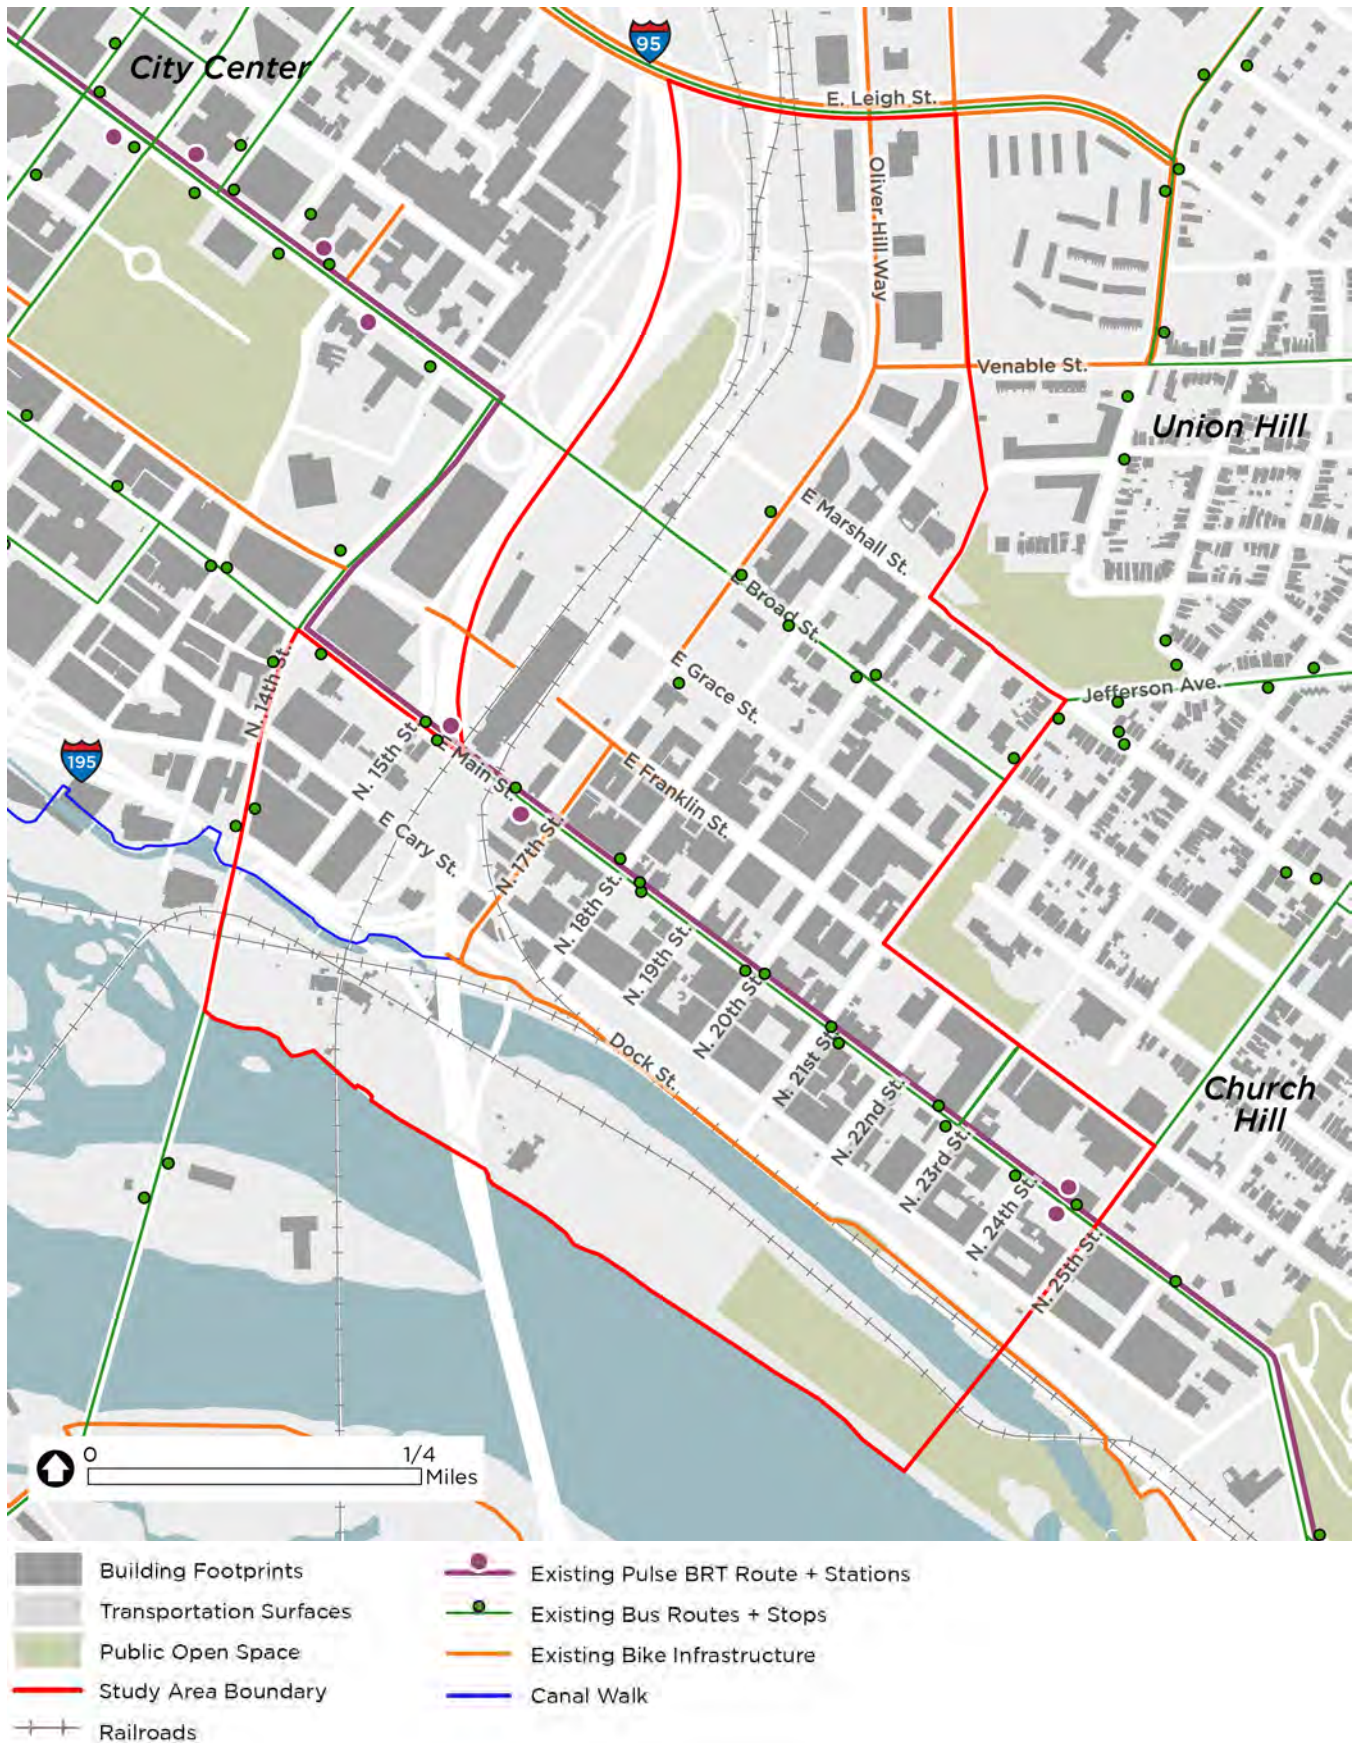 95
City Center
E. Leigh St.
Oliver Hill Way
Venable St.
Union Hill
E Marshall St.
E Broad St.
E Grace St.
Jefferson Ave.
N. 14th St.
N. 15th St.
E Main St.
E Franklin St.
195
E Cary St.
N. 17th St.
N. 18th St.
N. 19th St.
N. 20th St.
Dock St.
N. 21st St.
N. 22nd St.
N. 23rd St.
N. 24th St.
N. 25th St.
Church
Hill
0 1/4
Miles
Building Footprints
Transportation Surfaces
Public Open Space
Study Area Boundary
Railroads
Existing Pulse BRT Route + Stations
Existing Bus Routes + Stops
Existing Bike Infrastructure
Canal Walk